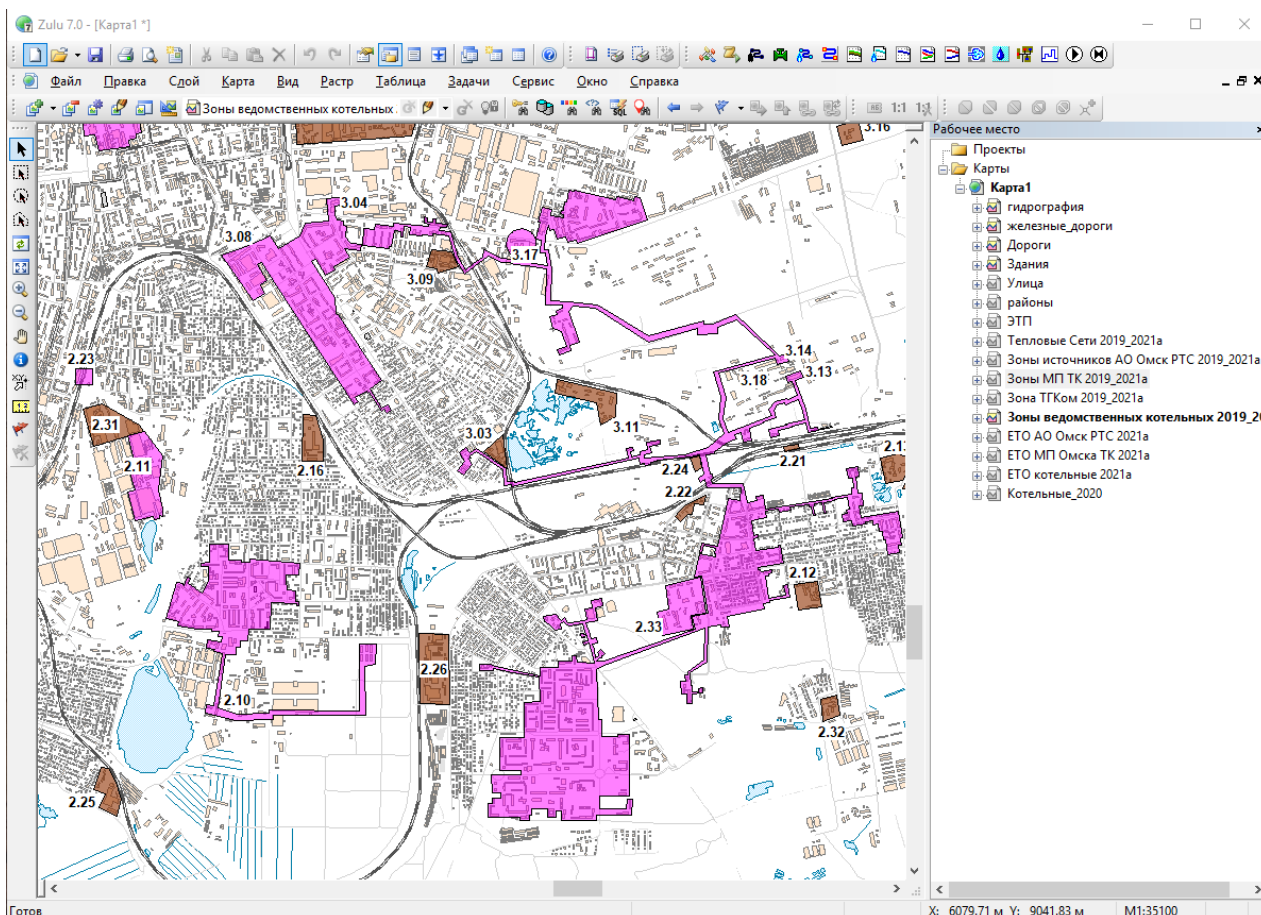 Zulu 7.0 - [Карта1 *]
Файл Правка Слой Карта Вид Растр Таблица Задачи Сервис Окно Справка
Зоны ведомственных котельных
1:1
Рабочее место
Проекты
Карты
Карта1
гидрография
железные_дороги
Дороги
Здания
Улица
районы
ЭТП
Тепловые Сети 2019_2021а
Зоны источников АО Омск РТС 2019_2021а
Зоны МП ТК 2019_2021а
Зона ТГКом 2019_2021а
Зоны ведомственных котельных 2019_20
ЕТО АО Омск РТС 2021а
ЕТО МП Омска ТК 2021а
ЕТО котельные 2021а
Котельные_2020
3.16
3.04
3.08
3.17
3.09
3.14
3.13
3.18
2.23
2.31
3.11
3.03
2.11
2.16
2.24
2.21
2.22
2.12
2.33
2.26
2.10
2.32
2.25
Готов
X: 6079.71 м Y: 9041.83 м М1:35100